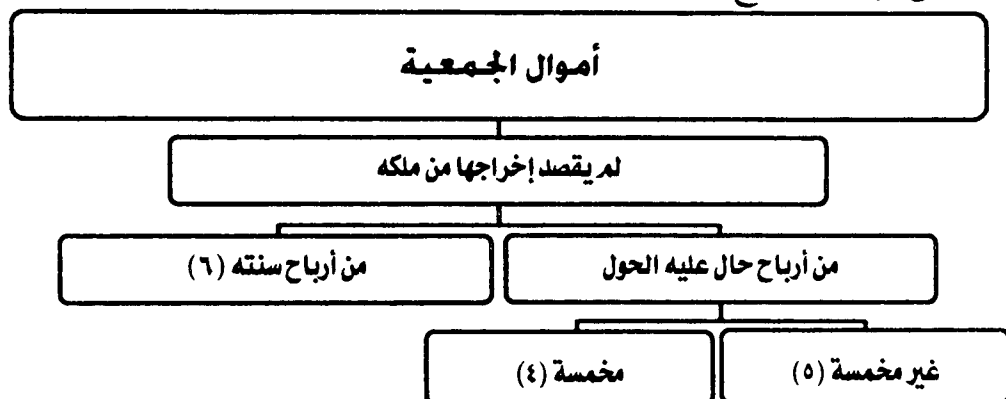 أموال الجمعية
لم يقصد إخراجها من ملكه
من أرباح حال عليه الحول
من أرباح سنته (٦)
غير مخمسة (٥)
مخمسة (٤)